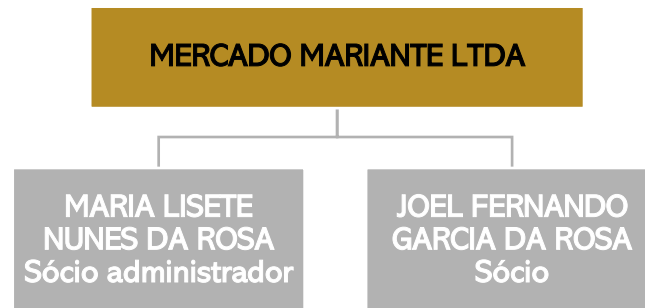 MERCADO MARIANTE LTDA
MARIA LISETE
NUNES DA ROSA
Sócio administrador
JOEL FERNANDO
GARCIA DA ROSA
Sócio